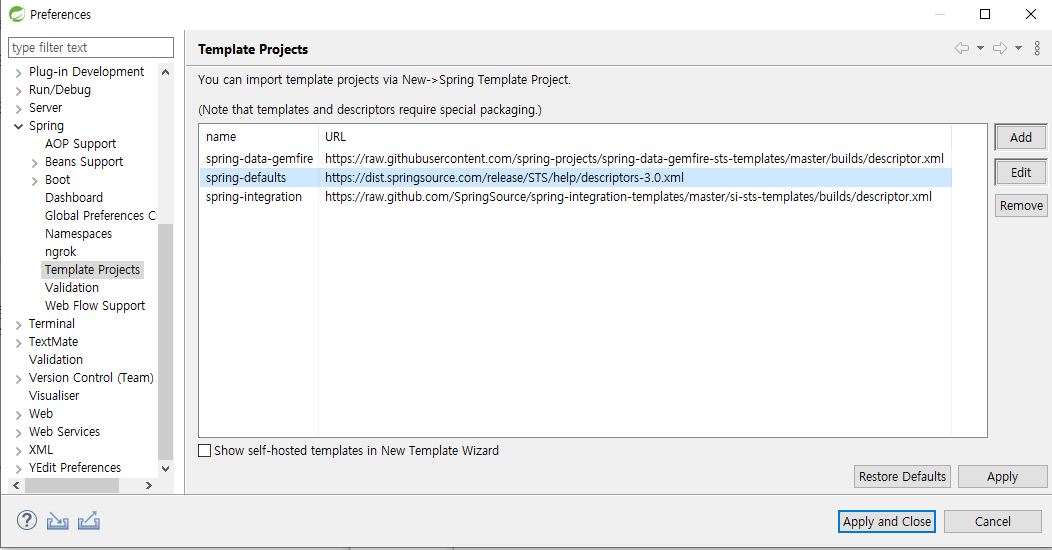 Preferences
type filter text
Plug-in Development
Run/Debug
Server
Spring
AOP Support
Beans Support
Boot
Dashboard
Global Preferences C
Namespaces
ngrok
Template Projects
Validation
Web Flow Support
Terminal
TextMate
Validation
Version Control (Team)
Visualiser
Web
Web Services
XML
YEdit Preferences
Template Projects
You can import template projects via New->Spring Template Project.
(Note that templates and descriptors require special packaging.)
name URL
spring-data-gemfire https://raw.githubusercontent.com/spring-projects/spring-data-gemfire-sts-templates/master/builds/descriptor.xml
spring-defaults https://dist.springsource.com/release/STS/help/descriptors-3.0.xml
spring-integration https://raw.github.com/SpringSource/spring-integration-templates/master/si-sts-templates/builds/descriptor.xml
Add
Edit
Remove
Show self-hosted templates in New Template Wizard
Restore Defaults Apply
Apply and Close Cancel